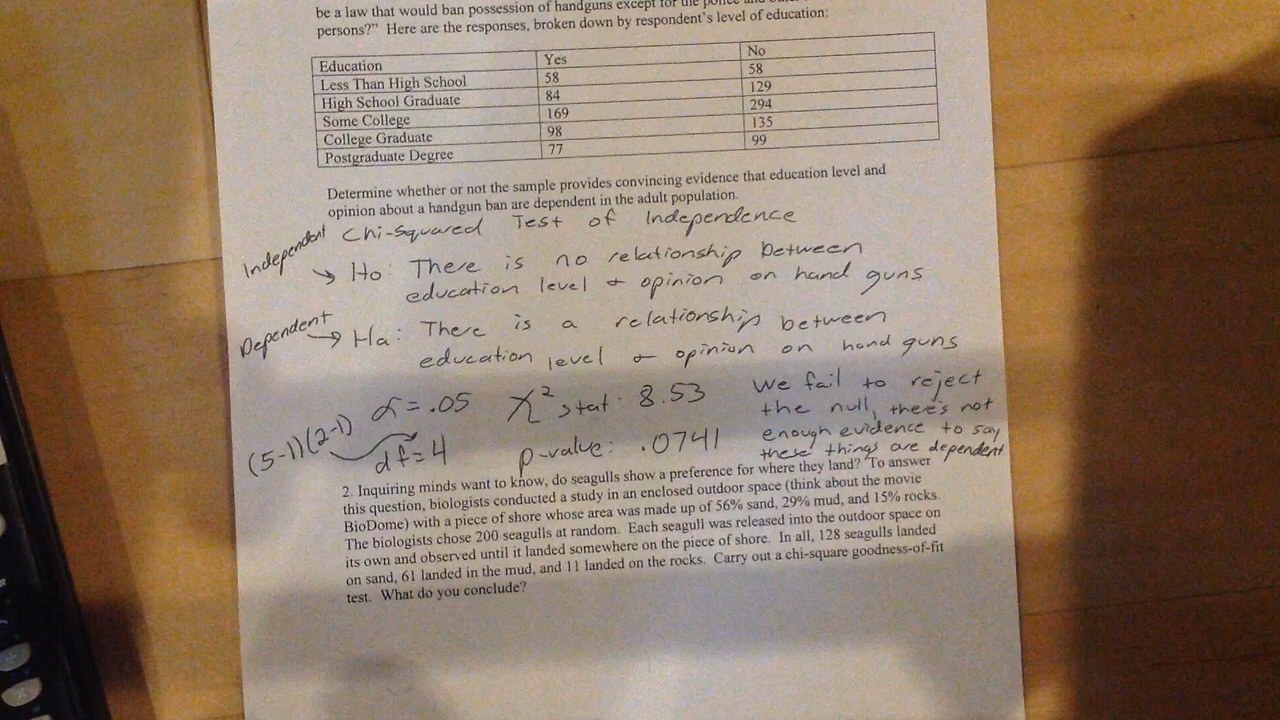 be a law that would ban possession of handguns except for the police and
persons?" Here are the responses, broken down by respondent's level of education:
Education Yes No
Less Than High School 58 58
High School Graduate 84 129
Some College 169 294
College Graduate 98 135
Postgraduate Degree 77 99
Determine whether or not the sample provides convincing evidence that education level and
opinion about a handgun ban are dependent in the adult population.
Chi-Squared Test of Independence
Independent → Ho: There is no relationship between
education level + opinion on hand guns
Dependent → Ha: There is a relationship between
education level + opinion on hand guns
α = .05 X² stat: 8.53
(5-1)(2-1) df=4 p-value: .0741
We fail to reject
the null, there's not
enough evidence to say
these things are dependent
2. Inquiring minds want to know, do seagulls show a preference for where they land? To answer
this question, biologists conducted a study in an enclosed outdoor space (think about the movie
BioDome) with a piece of shore whose area was made up of 56% sand, 29% mud, and 15% rocks.
The biologists chose 200 seagulls at random. Each seagull was released into the outdoor space on
its own and observed until it landed somewhere on the piece of shore. In all, 128 seagulls landed
on sand, 61 landed in the mud, and 11 landed on the rocks. Carry out a chi-square goodness-of-fit
test. What do you conclude?